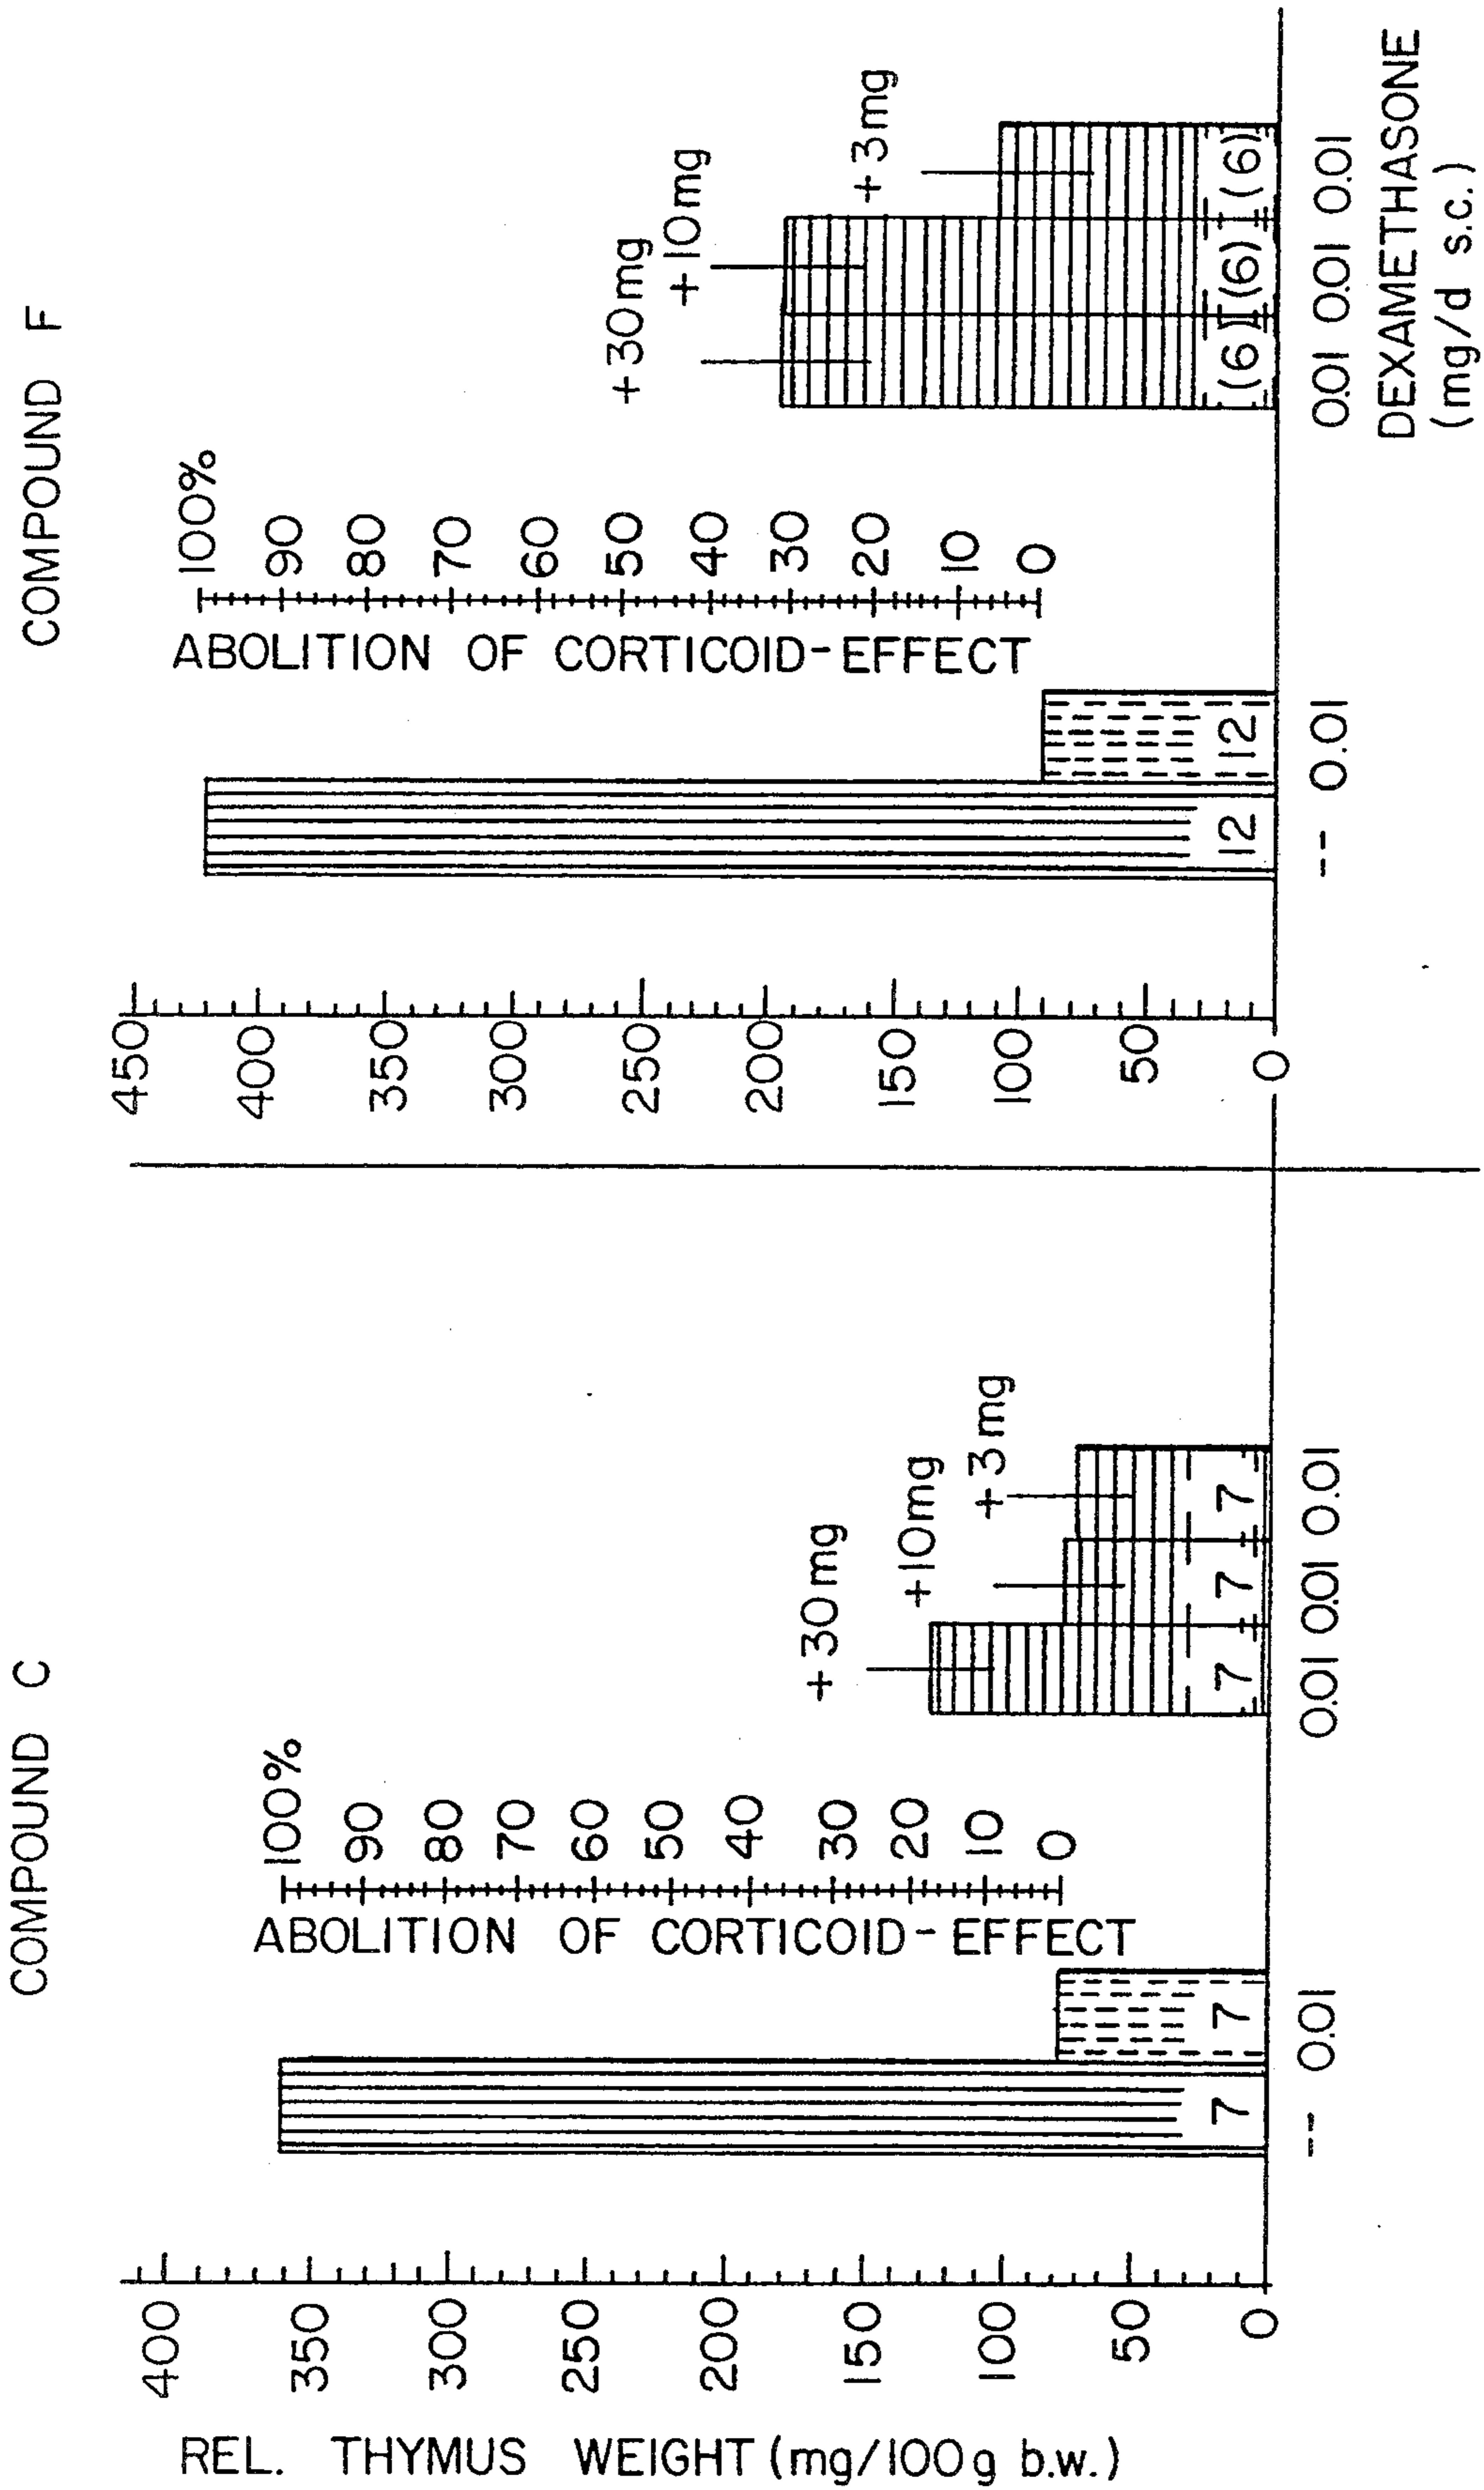 COMPOUND C
REL. THYMUS WEIGHT (mg/100g b.w.)
400
350
300
250
200
150
100
50
0
7
7
-- 0.01
ABOLITION OF CORTICOID-EFFECT
100%
90
80
70
60
50
40
30
20
10
0
+30mg
+10mg
+3mg
7 7 7
0.01 0.01 0.01
COMPOUND F
450
400
350
300
250
200
150
100
50
0
12
12
-- 0.01
ABOLITION OF CORTICOID-EFFECT
100%
90
80
70
60
50
40
30
20
10
0
+30mg
+10mg
+3mg
(6) (6) (6)
0.01 0.01 0.01
DEXAMETHASONE
(mg/d s.c.)